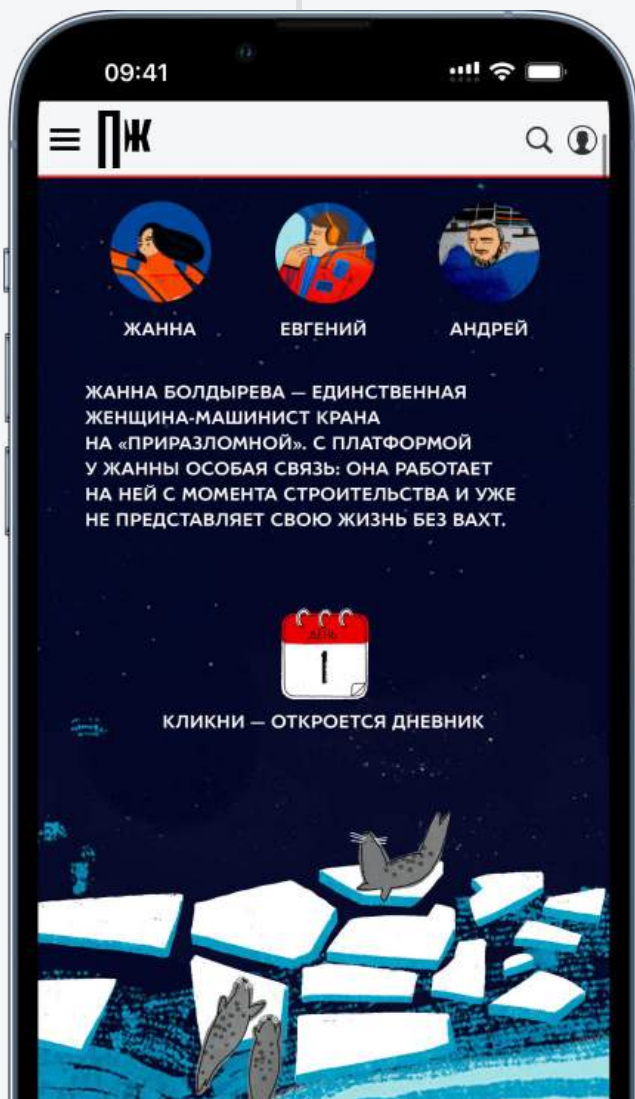 09:41
ПЖ
ЖАННА ЕВГЕНИЙ АНДРЕЙ
ЖАННА БОЛДЫРЕВА — ЕДИНСТВЕННАЯ
ЖЕНЩИНА-МАШИНИСТ КРАНА
НА «ПРИРАЗЛОМНОЙ». С ПЛАТФОРМОЙ
У ЖАННЫ ОСОБАЯ СВЯЗЬ: ОНА РАБОТАЕТ
НА НЕЙ С МОМЕНТА СТРОИТЕЛЬСТВА И УЖЕ
НЕ ПРЕДСТАВЛЯЕТ СВОЮ ЖИЗНЬ БЕЗ ВАХТ.
ДЕНЬ
1
КЛИКНИ — ОТКРОЕТСЯ ДНЕВНИК